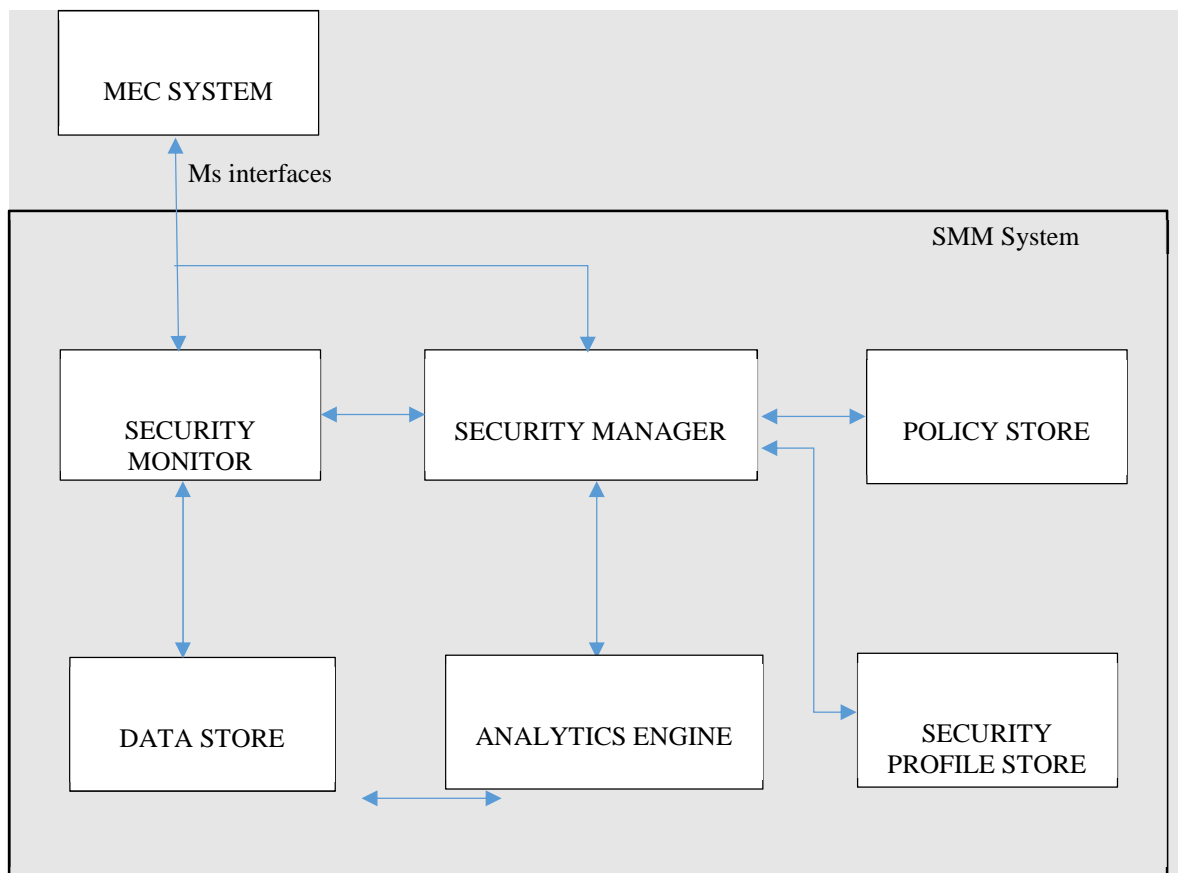 MEC SYSTEM
Ms interfaces
SMM System
SECURITY
MONITOR
SECURITY MANAGER
POLICY STORE
DATA STORE
ANALYTICS ENGINE
SECURITY
PROFILE STORE